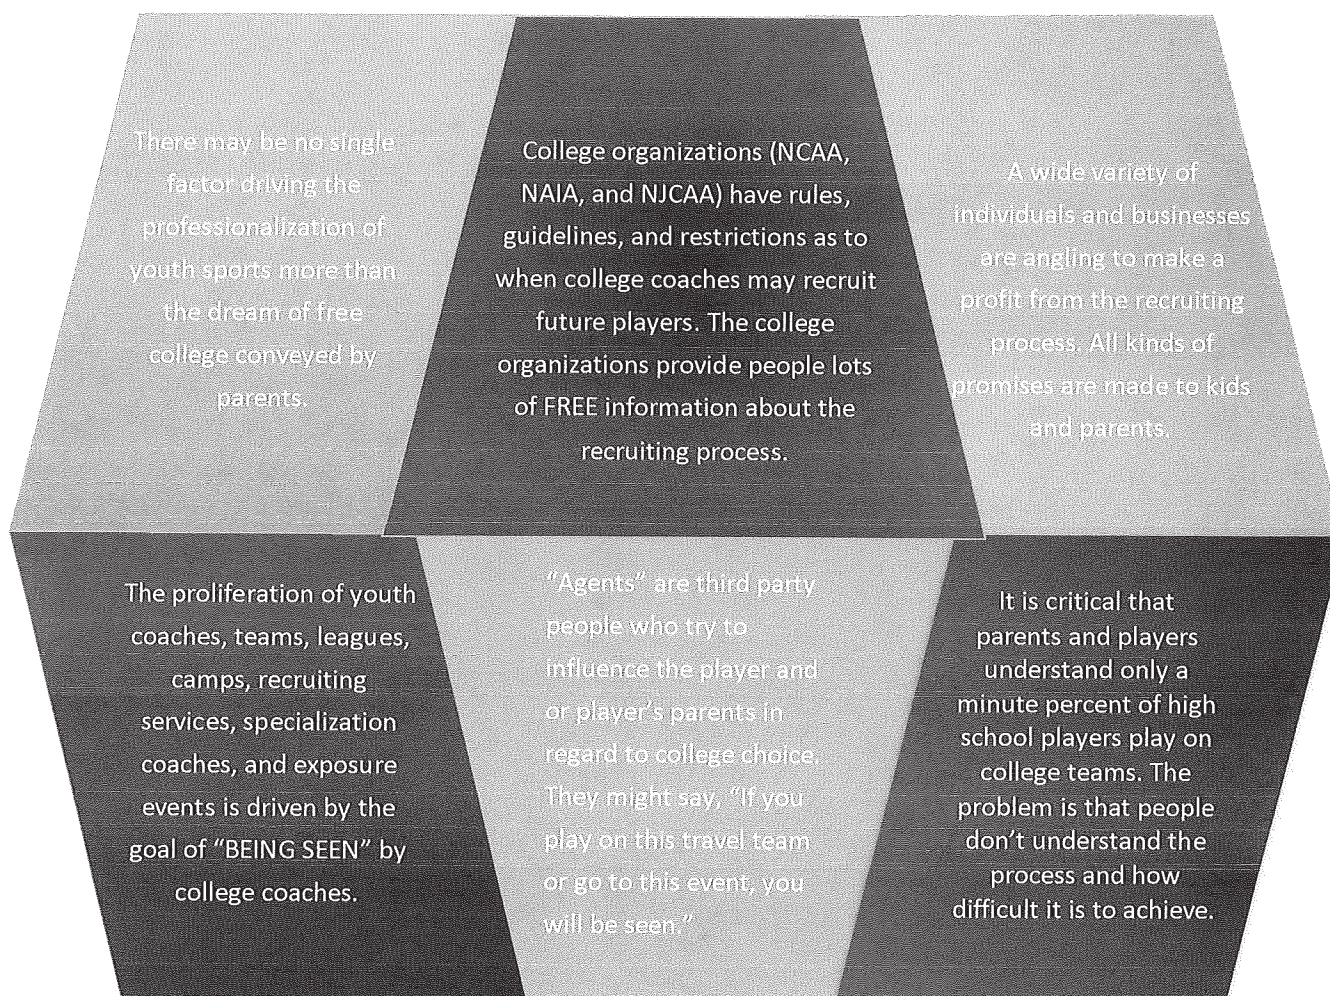 There may be no single
factor driving the
professionalization of
youth sports more than
the dream of free
college conveyed by
parents.
College organizations (NCAA,
NAIA, and NJCAA) have rules,
guidelines, and restrictions as to
when college coaches may recruit
future players. The college
organizations provide people lots
of FREE information about the
recruiting process.
A wide variety of
individuals and businesses
are angling to make a
profit from the recruiting
process. All kinds of
promises are made to kids
and parents.
The proliferation of youth
coaches, teams, leagues,
camps, recruiting
services, specialization
coaches, and exposure
events is driven by the
goal of “BEING SEEN” by
college coaches.
“Agents” are third party
people who try to
influence the player and
or player’s parents in
regard to college choice.
They might say, “If you
play on this travel team
or go to this event, you
will be seen.”
It is critical that
parents and players
understand only a
minute percent of high
school players play on
college teams. The
problem is that people
don’t understand the
process and how
difficult it is to achieve.